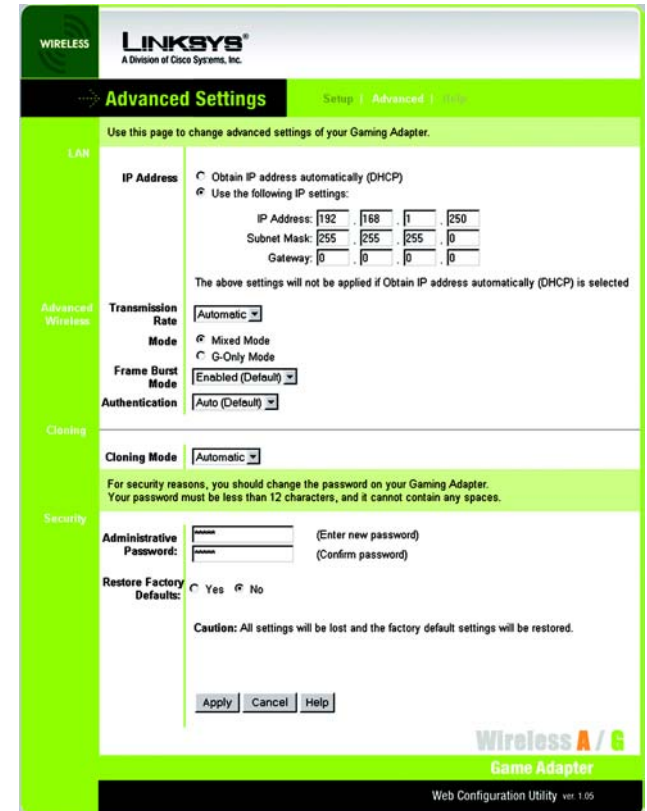 WIRELESS
LINKSYS®
A Division of Cisco Systems, Inc.
Advanced Settings
Setup | Advanced | Help
Use this page to change advanced settings of your Gaming Adapter.
LAN
IP Address
Obtain IP address automatically (DHCP)
Use the following IP settings:
IP Address: 192 . 168 . 1 . 250
Subnet Mask: 255 . 255 . 255 . 0
Gateway: 0 . 0 . 0 . 0
The above settings will not be applied if Obtain IP address automatically (DHCP) is selected
Advanced
Wireless
Transmission
Rate
Automatic
Mode
Mixed Mode
G-Only Mode
Frame Burst
Mode
Enabled (Default)
Authentication
Auto (Default)
Cloning
Cloning Mode
Automatic
For security reasons, you should change the password on your Gaming Adapter.
Your password must be less than 12 characters, and it cannot contain any spaces.
Security
Administrative
Password:
(Enter new password)
(Confirm password)
Restore Factory
Defaults:
Yes No
Caution: All settings will be lost and the factory default settings will be restored.
Apply Cancel Help
Wireless A / G
Game Adapter
Web Configuration Utility ver. 1.05